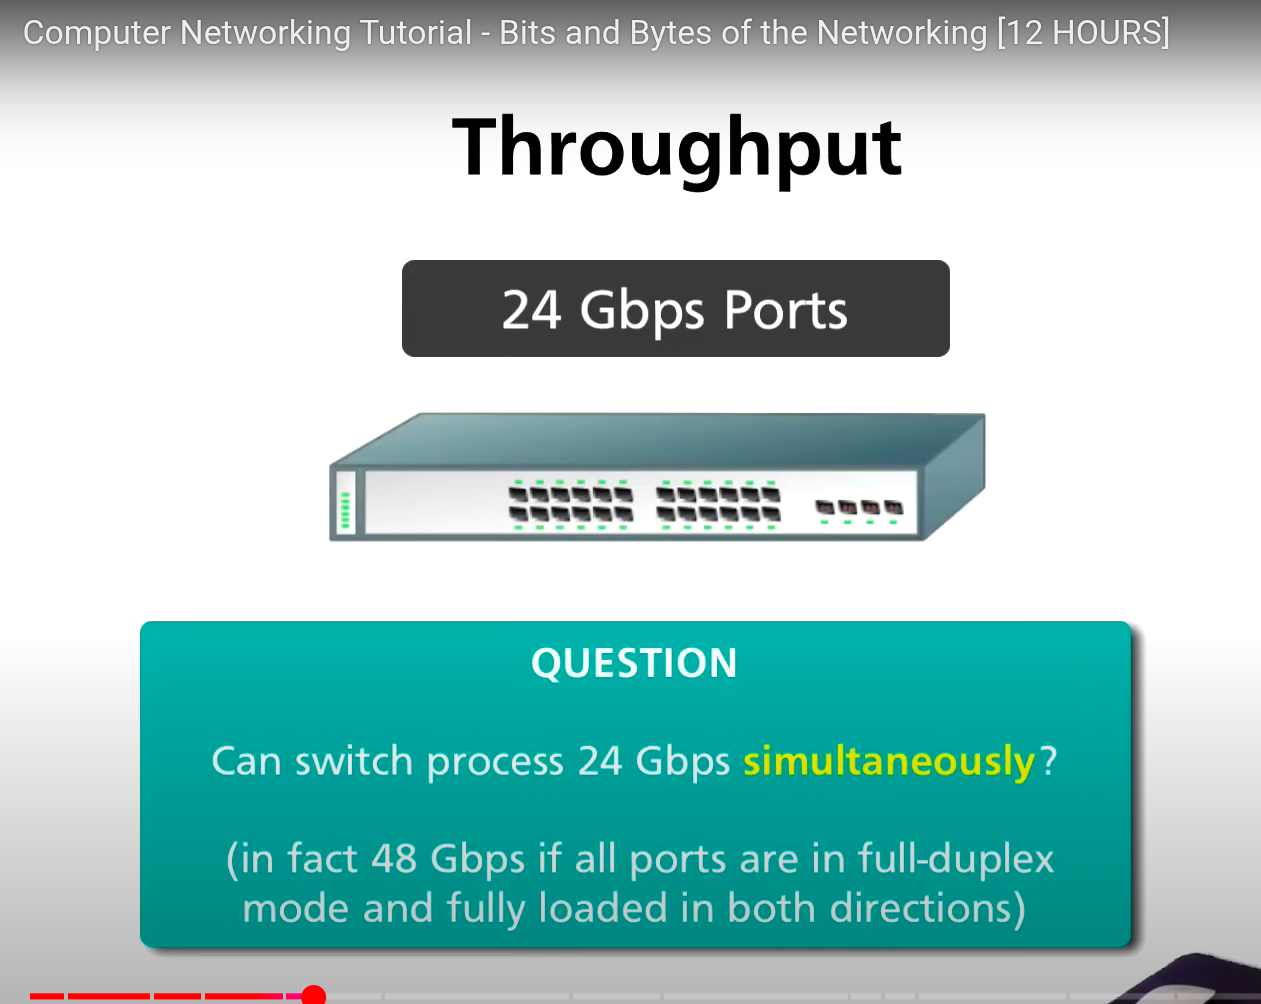 Computer Networking Tutorial - Bits and Bytes of the Networking [12 HOURS]
Throughput
24 Gbps Ports
QUESTION
Can switch process 24 Gbps simultaneously?
(in fact 48 Gbps if all ports are in full-duplex
mode and fully loaded in both directions)